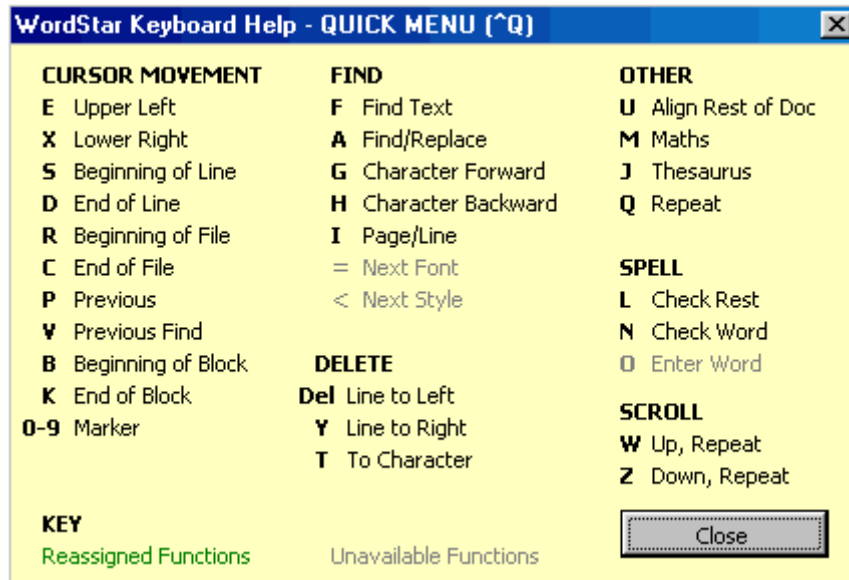 WordStar Keyboard Help - QUICK MENU (^Q)
CURSOR MOVEMENT
E Upper Left
X Lower Right
S Beginning of Line
D End of Line
R Beginning of File
C End of File
P Previous
V Previous Find
B Beginning of Block
K End of Block
0-9 Marker
FIND
F Find Text
A Find/Replace
G Character Forward
H Character Backward
I Page/Line
= Next Font
< Next Style
DELETE
Del Line to Left
Y Line to Right
T To Character
OTHER
U Align Rest of Doc
M Maths
J Thesaurus
Q Repeat
SPELL
L Check Rest
N Check Word
O Enter Word
SCROLL
W Up, Repeat
Z Down, Repeat
KEY
Reassigned Functions
Unavailable Functions
Close